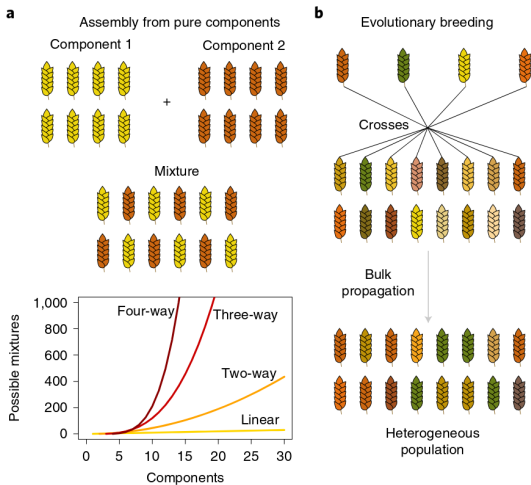 a
Assembly from pure components
Component 1
Component 2
+
Mixture
Possible mixtures
1,000
800
600
400
200
0
Four-way
Three-way
Two-way
Linear
0 5 10 15 20 25 30
Components
b
Evolutionary breeding
Crosses
Bulk
propagation
Heterogeneous
population